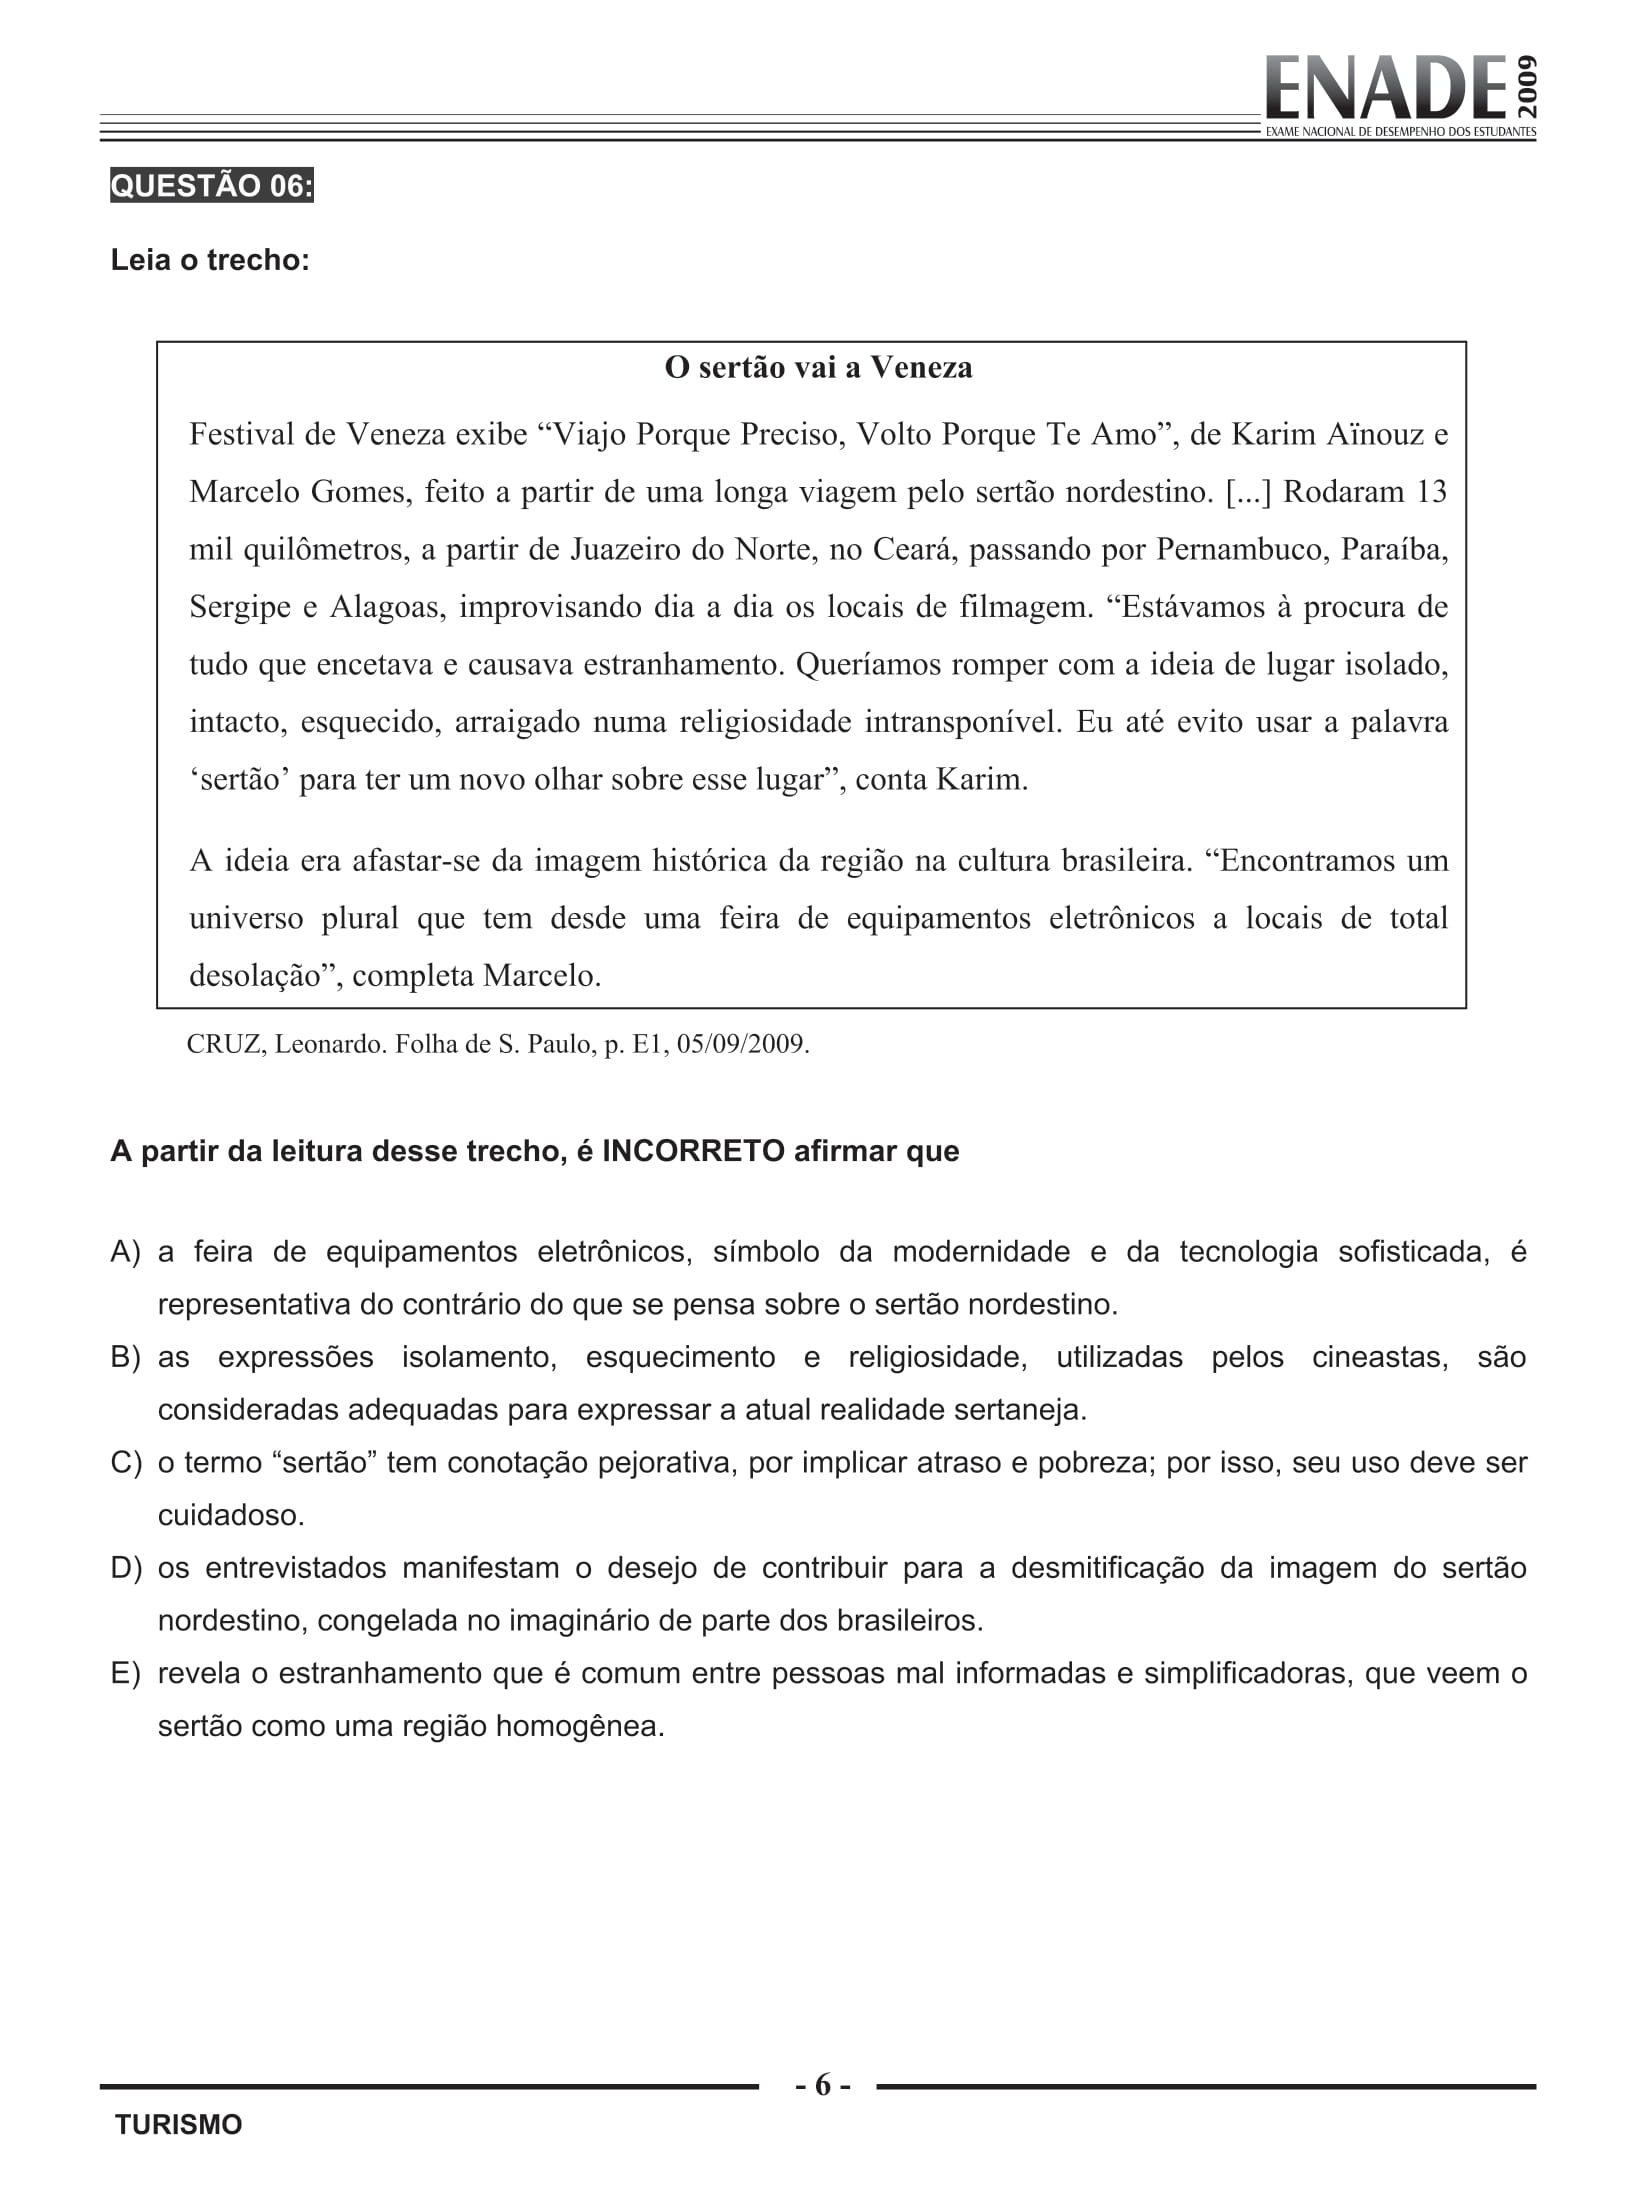 ENADE 2009
EXAME NACIONAL DE DESEMPENHO DOS ESTUDANTES
QUESTÃO 06:
Leia o trecho:
O sertão vai a Veneza
Festival de Veneza exibe “Viajo Porque Preciso, Volto Porque Te Amo”, de Karim Aïnouz e
Marcelo Gomes, feito a partir de uma longa viagem pelo sertão nordestino. [...] Rodaram 13
mil quilômetros, a partir de Juazeiro do Norte, no Ceará, passando por Pernambuco, Paraíba,
Sergipe e Alagoas, improvisando dia a dia os locais de filmagem. “Estávamos à procura de
tudo que encetava e causava estranhamento. Queríamos romper com a ideia de lugar isolado,
intacto, esquecido, arraigado numa religiosidade intransponível. Eu até evito usar a palavra
‘sertão’ para ter um novo olhar sobre esse lugar”, conta Karim.
A ideia era afastar-se da imagem histórica da região na cultura brasileira. “Encontramos um
universo plural que tem desde uma feira de equipamentos eletrônicos a locais de total
desolação”, completa Marcelo.
CRUZ, Leonardo. Folha de S. Paulo, p. E1, 05/09/2009.
A partir da leitura desse trecho, é INCORRETO afirmar que
A) a feira de equipamentos eletrônicos, símbolo da modernidade e da tecnologia sofisticada, é
representativa do contrário do que se pensa sobre o sertão nordestino.
B) as expressões isolamento, esquecimento e religiosidade, utilizadas pelos cineastas, são
consideradas adequadas para expressar a atual realidade sertaneja.
C) o termo “sertão” tem conotação pejorativa, por implicar atraso e pobreza; por isso, seu uso deve ser
cuidadoso.
D) os entrevistados manifestam o desejo de contribuir para a desmitificação da imagem do sertão
nordestino, congelada no imaginário de parte dos brasileiros.
E) revela o estranhamento que é comum entre pessoas mal informadas e simplificadoras, que veem o
sertão como uma região homogênea.
- 6 -
TURISMO